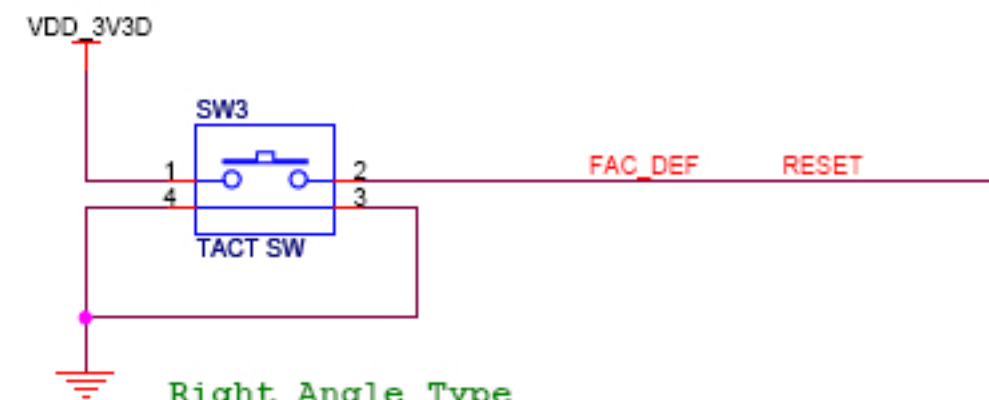 VDD_3V3D
SW3
1 2 FAC_DEF RESET
4 3
TACT SW
Right Angle Type